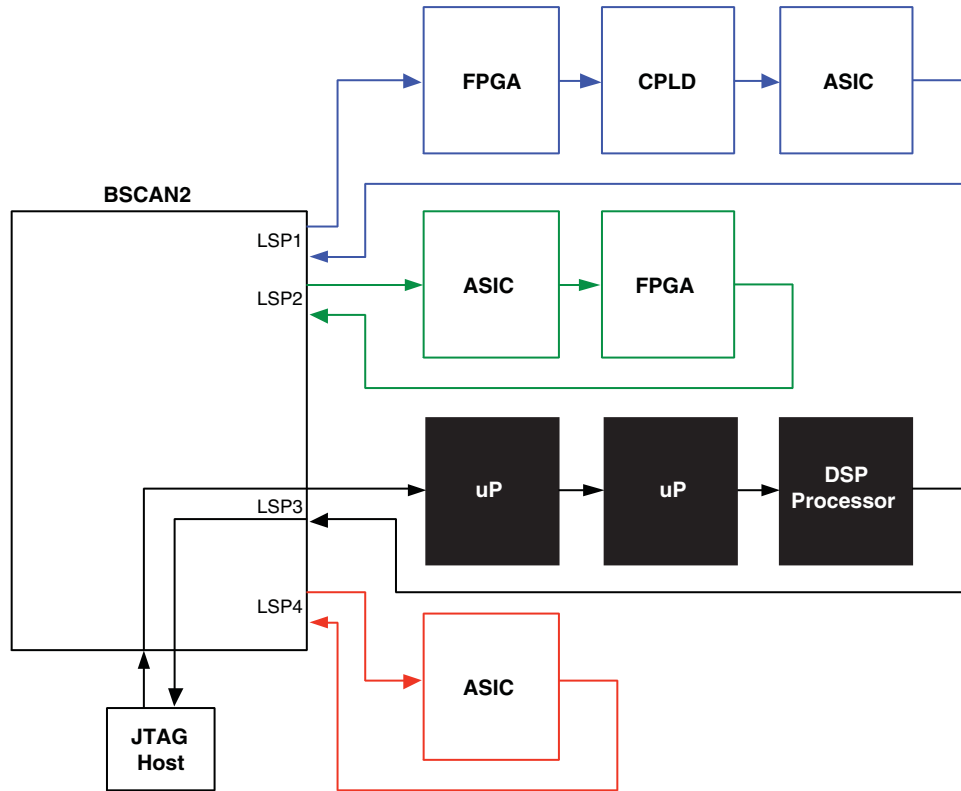 FPGA
CPLD
ASIC
BSCAN2
LSP1
LSP2
ASIC
FPGA
LSP3
uP
uP
DSP
Processor
LSP4
ASIC
JTAG
Host